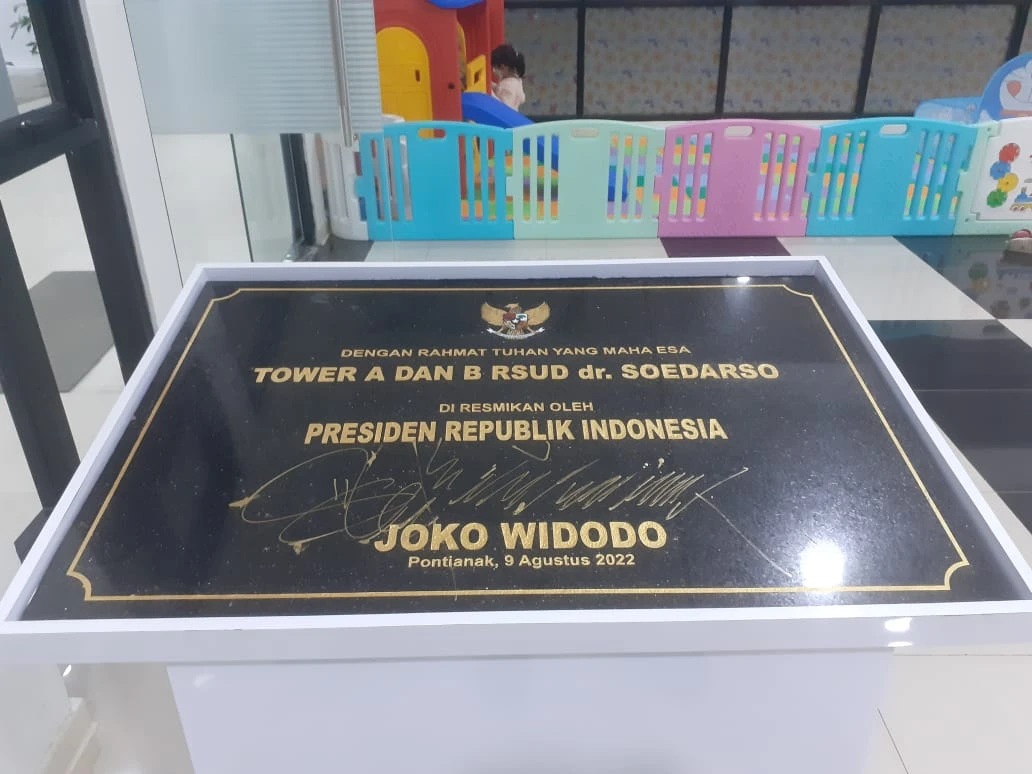 DENGAN RAHMAT TUHAN YANG MAHA ESA
TOWER A DAN B RSUD dr. SOEDARSO
DI RESMIKAN OLEH
PRESIDEN REPUBLIK INDONESIA
JOKO WIDODO
Pontianak, 9 Agustus 2022